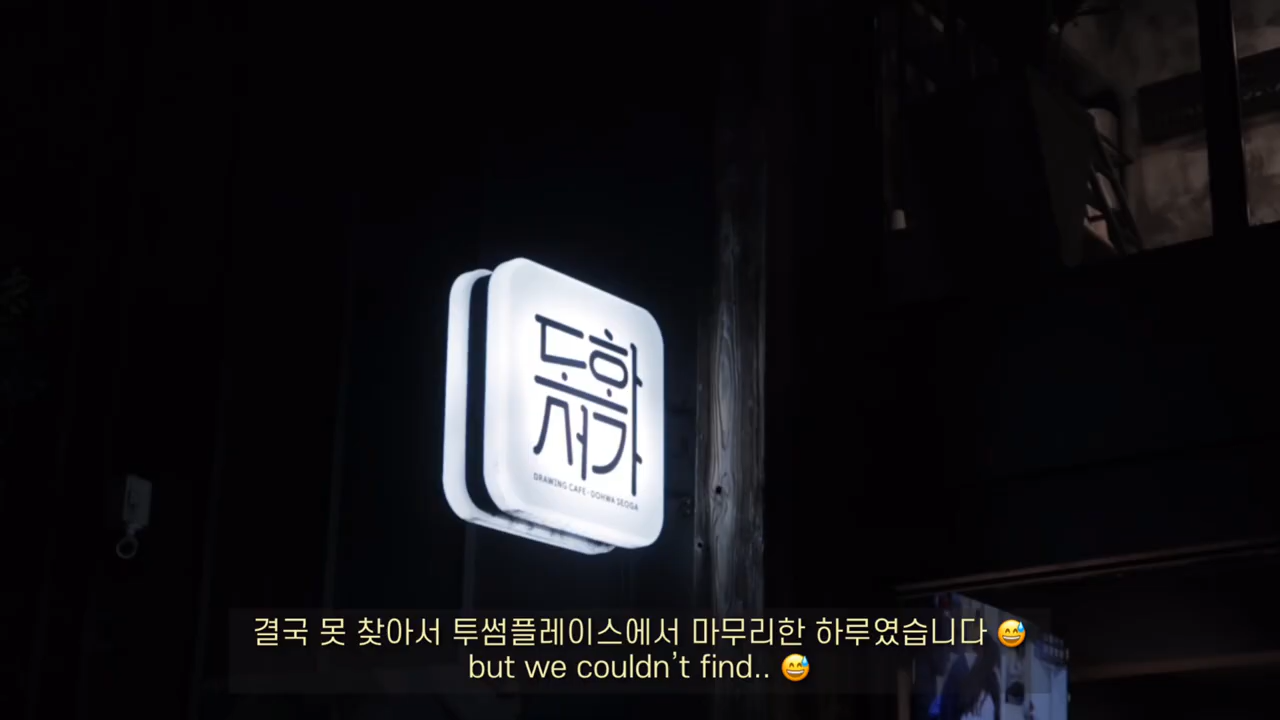 도화
서가
DRAWING CAFE · DOHWA SEOGA
결국 못 찾아서 투썸플레이스에서 마무리한 하루였습니다 😅
but we couldn't find.. 😅